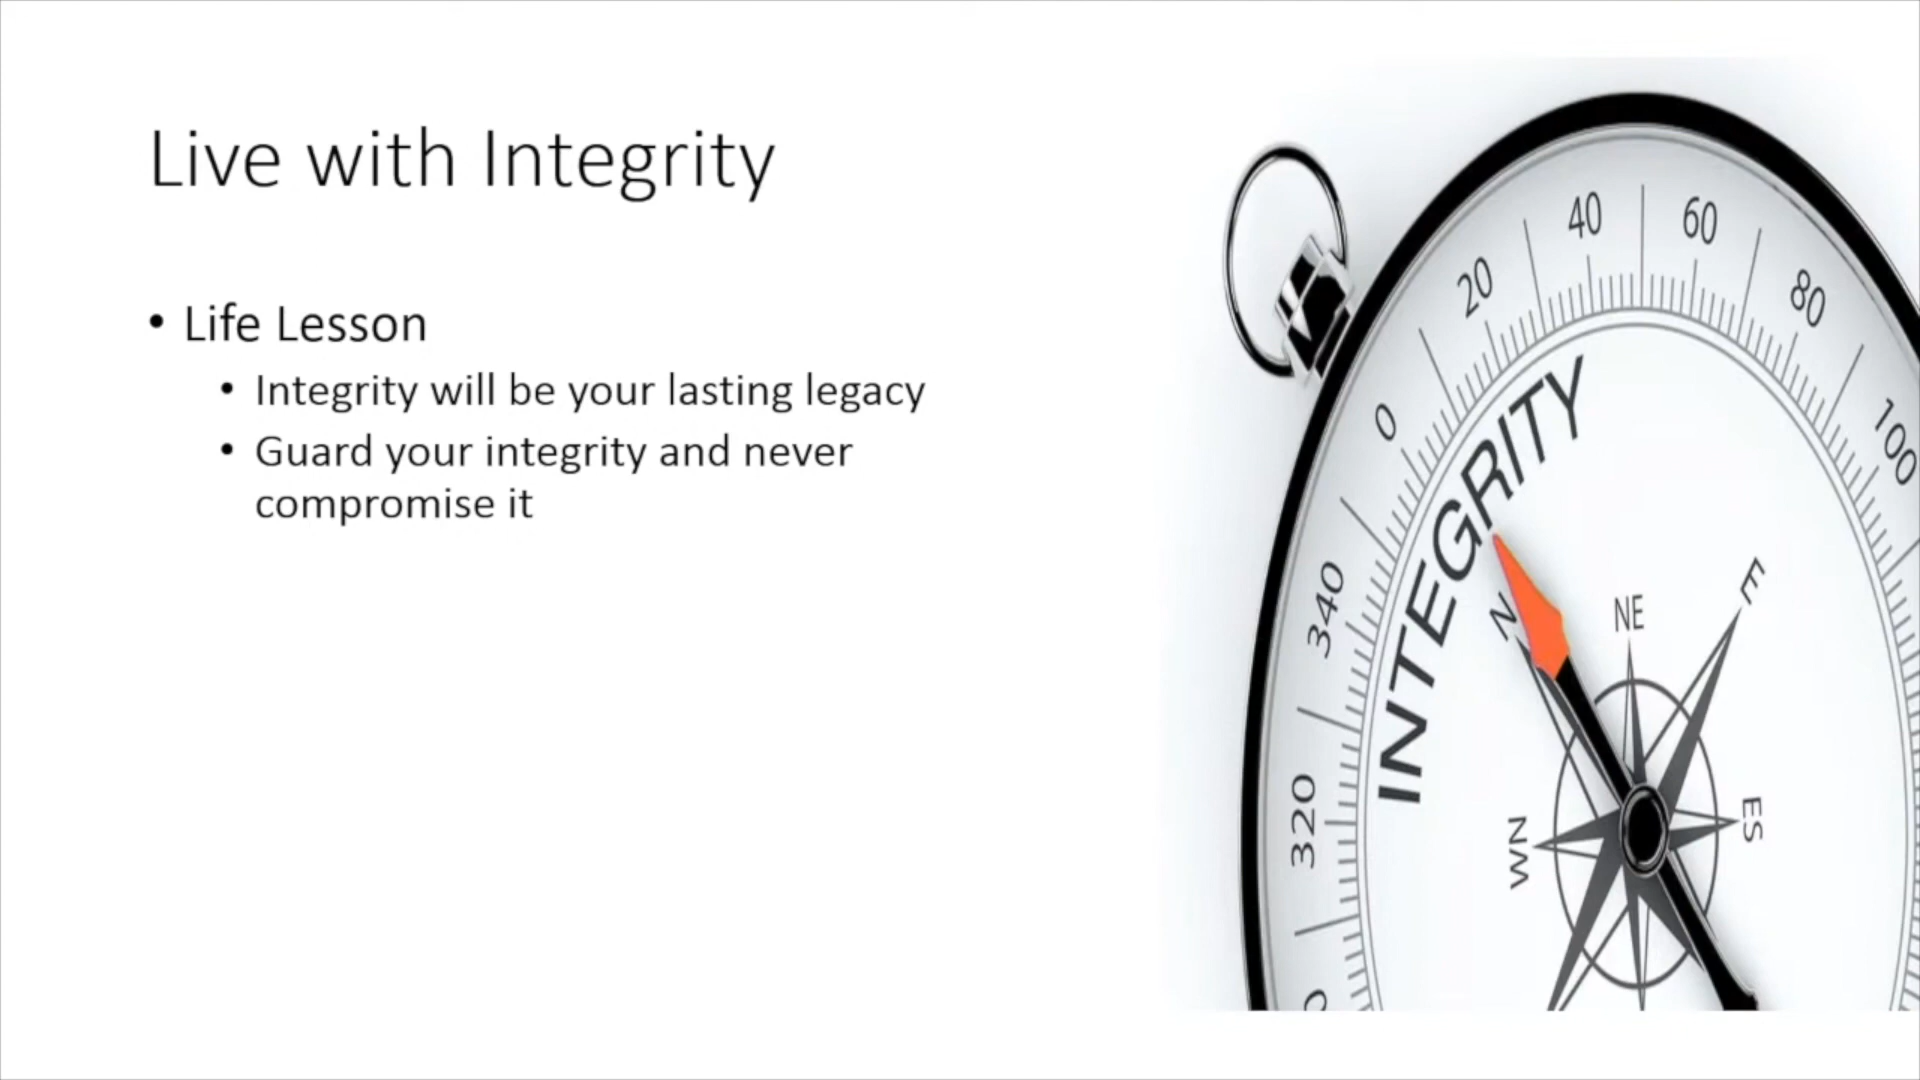 Live with Integrity
• Life Lesson
• Integrity will be your lasting legacy
• Guard your integrity and never
compromise it
INTEGRITY
0
20
40
60
80
100
340
320
N
NE
E
ES
WN